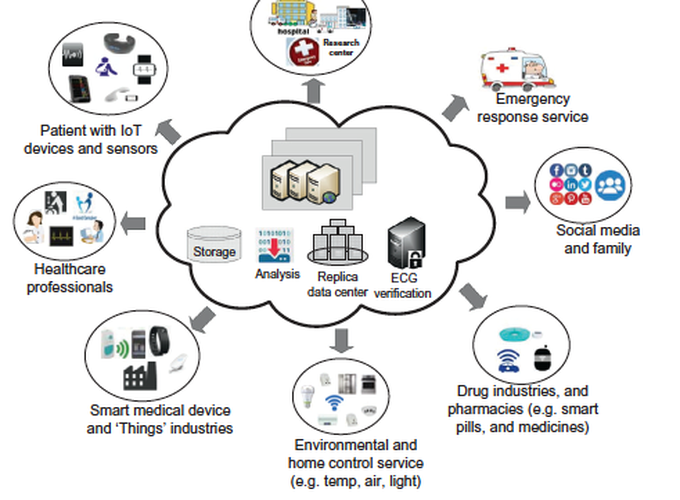 hospital
Research
center
Emergency
response service
Patient with IoT
devices and sensors
Social media
and family
Storage
Analysis
Replica
data center
ECG
verification
Healthcare
professionals
Drug industries, and
pharmacies (e.g. smart
pills, and medicines)
Smart medical device
and ‘Things’ industries
Environmental and
home control service
(e.g. temp, air, light)